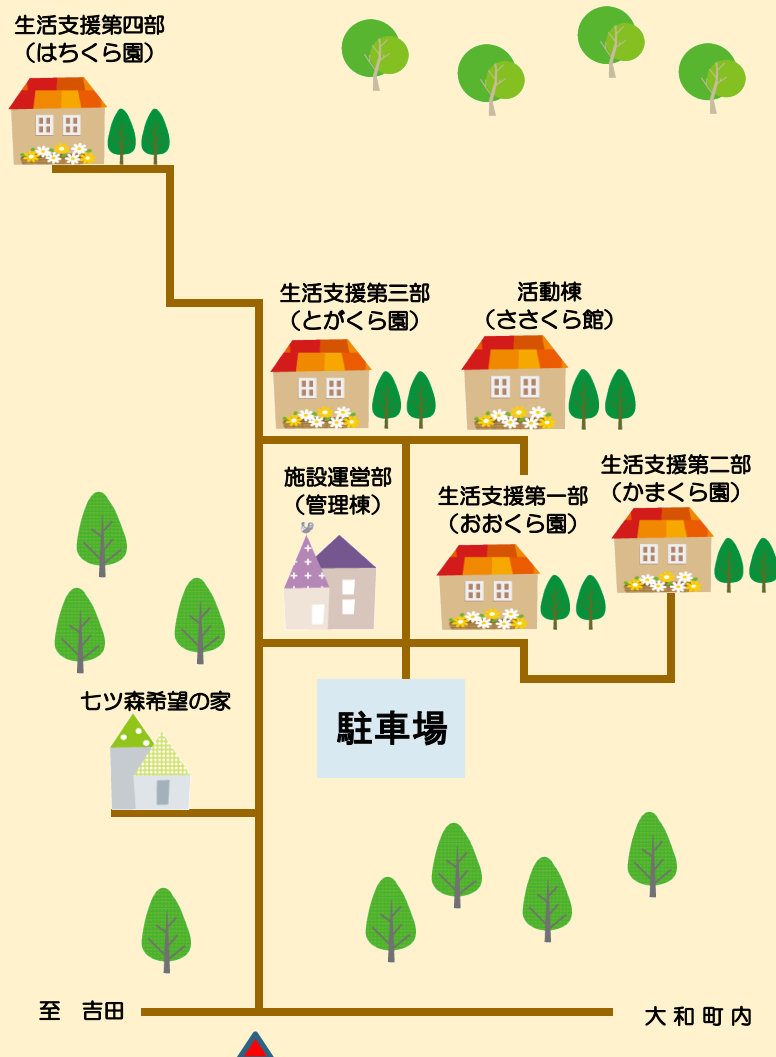 生活支援第四部
（はちくら園）
生活支援第三部
（とがくら園）
活動棟
（ささくら館）
生活支援第二部
（かまくら園）
施設運営部
（管理棟）
生活支援第一部
（おおくら園）
七ツ森希望の家
駐車場
至　吉田
大和町内